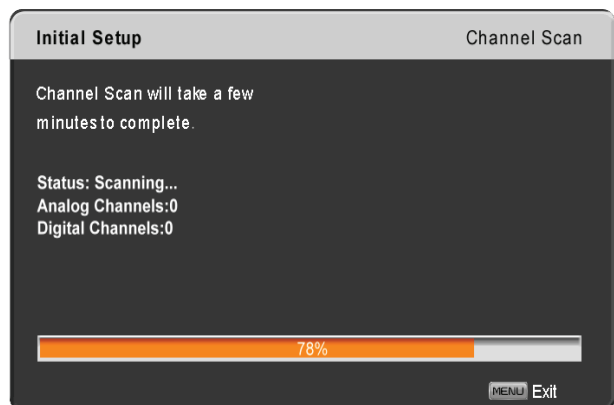 Initial Setup Channel Scan
Channel Scan will take a few
minutes to complete.
Status: Scanning...
Analog Channels:0
Digital Channels:0
78%
MENU Exit